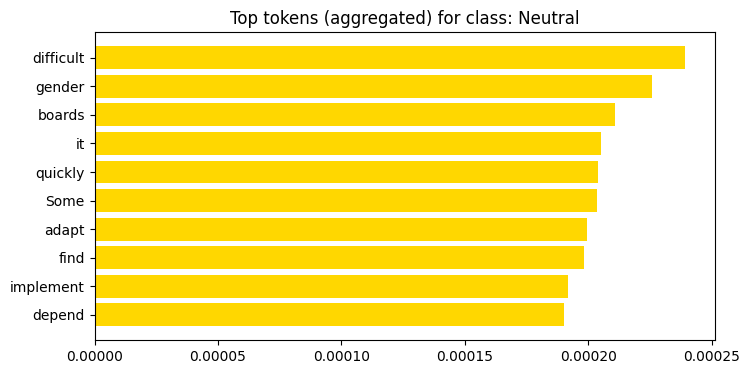 Top tokens (aggregated) for class: Neutral
difficult
gender
boards
it
quickly
Some
adapt
find
implement
depend
0.00000 0.00005 0.00010 0.00015 0.00020 0.00025